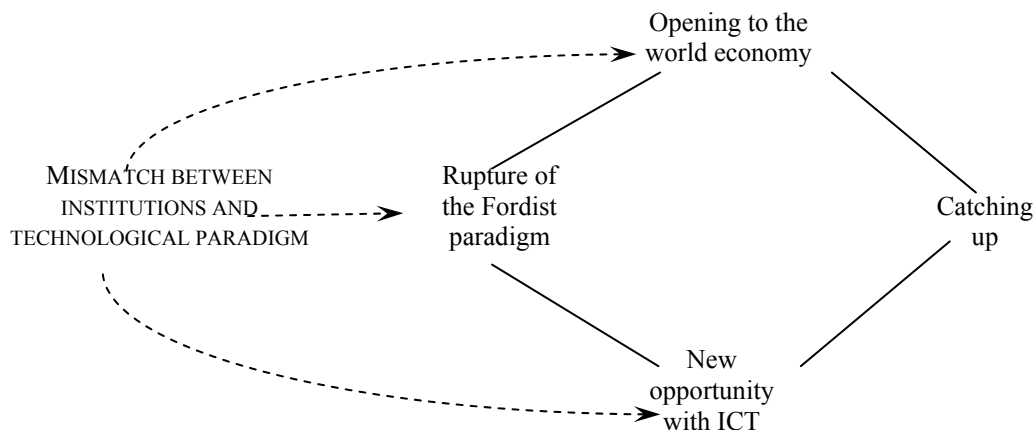 Opening to the
world economy
MISMATCH BETWEEN
INSTITUTIONS AND
TECHNOLOGICAL PARADIGM
Rupture of
the Fordist
paradigm
Catching
up
New
opportunity
with ICT